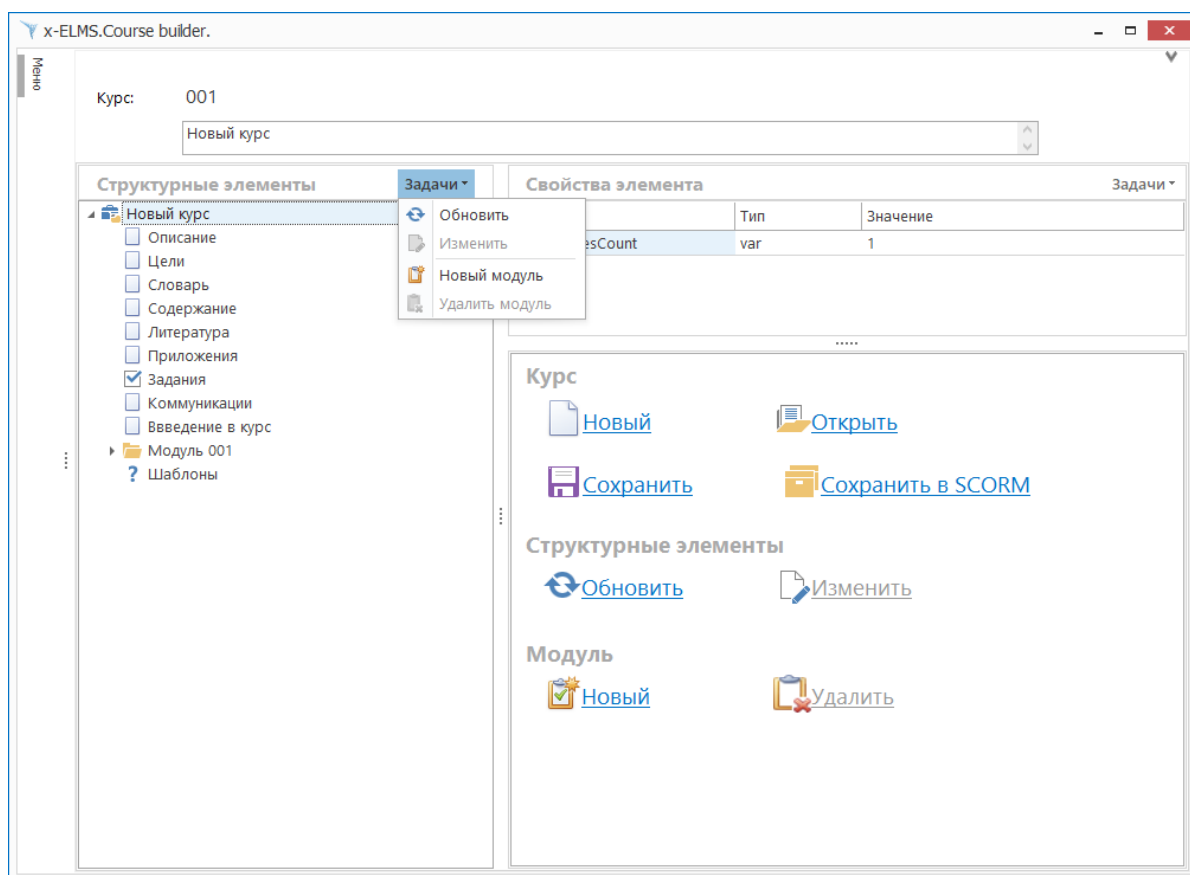 x-ELMS.Course builder.
Меню
Курс: 001
Новый курс
Структурные элементы Задачи
Новый курс
Описание
Цели
Словарь
Содержание
Литература
Приложения
Задания
Коммуникации
Ввведение в курс
Модуль 001
Шаблоны
Обновить
Изменить
Новый модуль
Удалить модуль
Свойства элемента Задачи
Тип Значение
esCount var 1
Курс
Новый Открыть
Сохранить Сохранить в SCORM
Структурные элементы
Обновить Изменить
Модуль
Новый Удалить